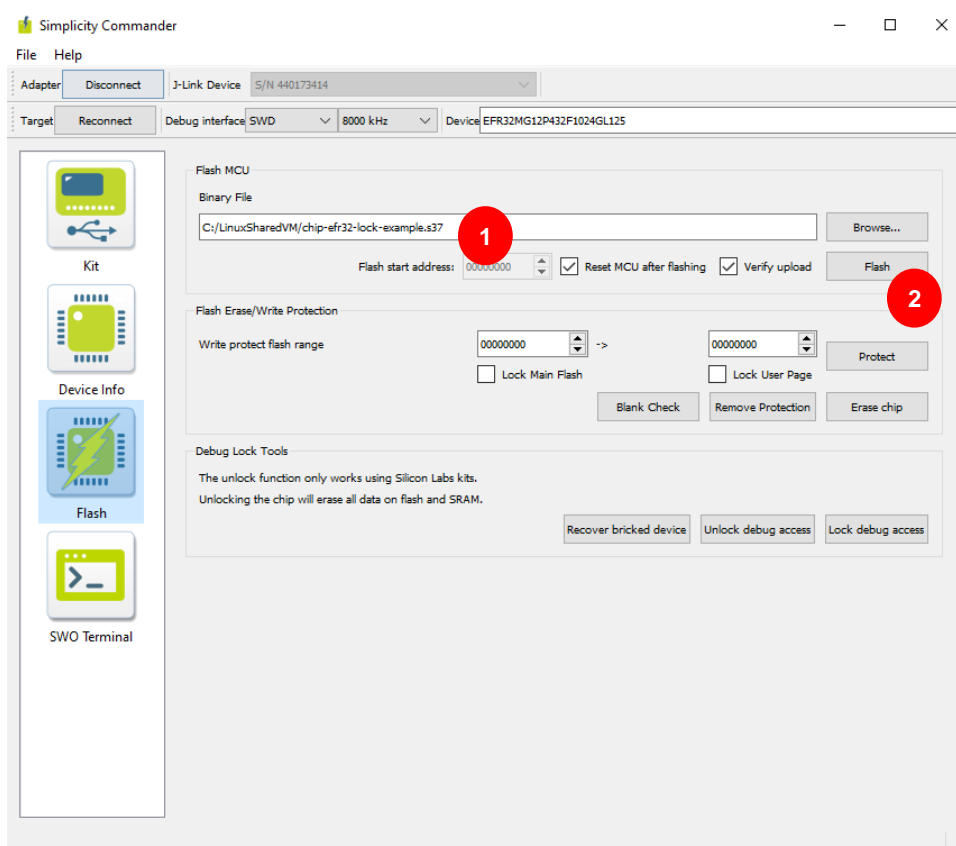 Simplicity Commander
File Help
Adapter Disconnect J-Link Device S/N 440173414
Target Reconnect Debug interface SWD 8000 kHz Device EFR32MG12P432F1024GL125
Kit
Device Info
Flash
SWO Terminal
Flash MCU
Binary File
C:/LinuxSharedVM/chip-efr32-lock-example.s37 1 Browse...
Flash start address: 00000000 Reset MCU after flashing Verify upload Flash
2
Flash Erase/Write Protection
Write protect flash range 00000000 -> 00000000 Protect
Lock Main Flash Lock User Page
Blank Check Remove Protection Erase chip
Debug Lock Tools
The unlock function only works using Silicon Labs kits.
Unlocking the chip will erase all data on flash and SRAM.
Recover bricked device Unlock debug access Lock debug access